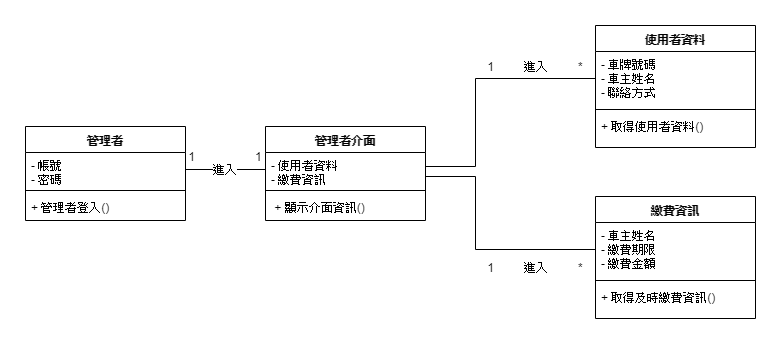 管理者
- 帳號
- 密碼
+ 管理者登入()
1
進入
1
管理者介面
- 使用者資料
- 繳費資訊
+ 顯示介面資訊()
1
進入
*
使用者資料
- 車牌號碼
- 車主姓名
- 聯絡方式
+ 取得使用者資料()
1
進入
*
繳費資訊
- 車主姓名
- 繳費期限
- 繳費金額
+ 取得及時繳費資訊()